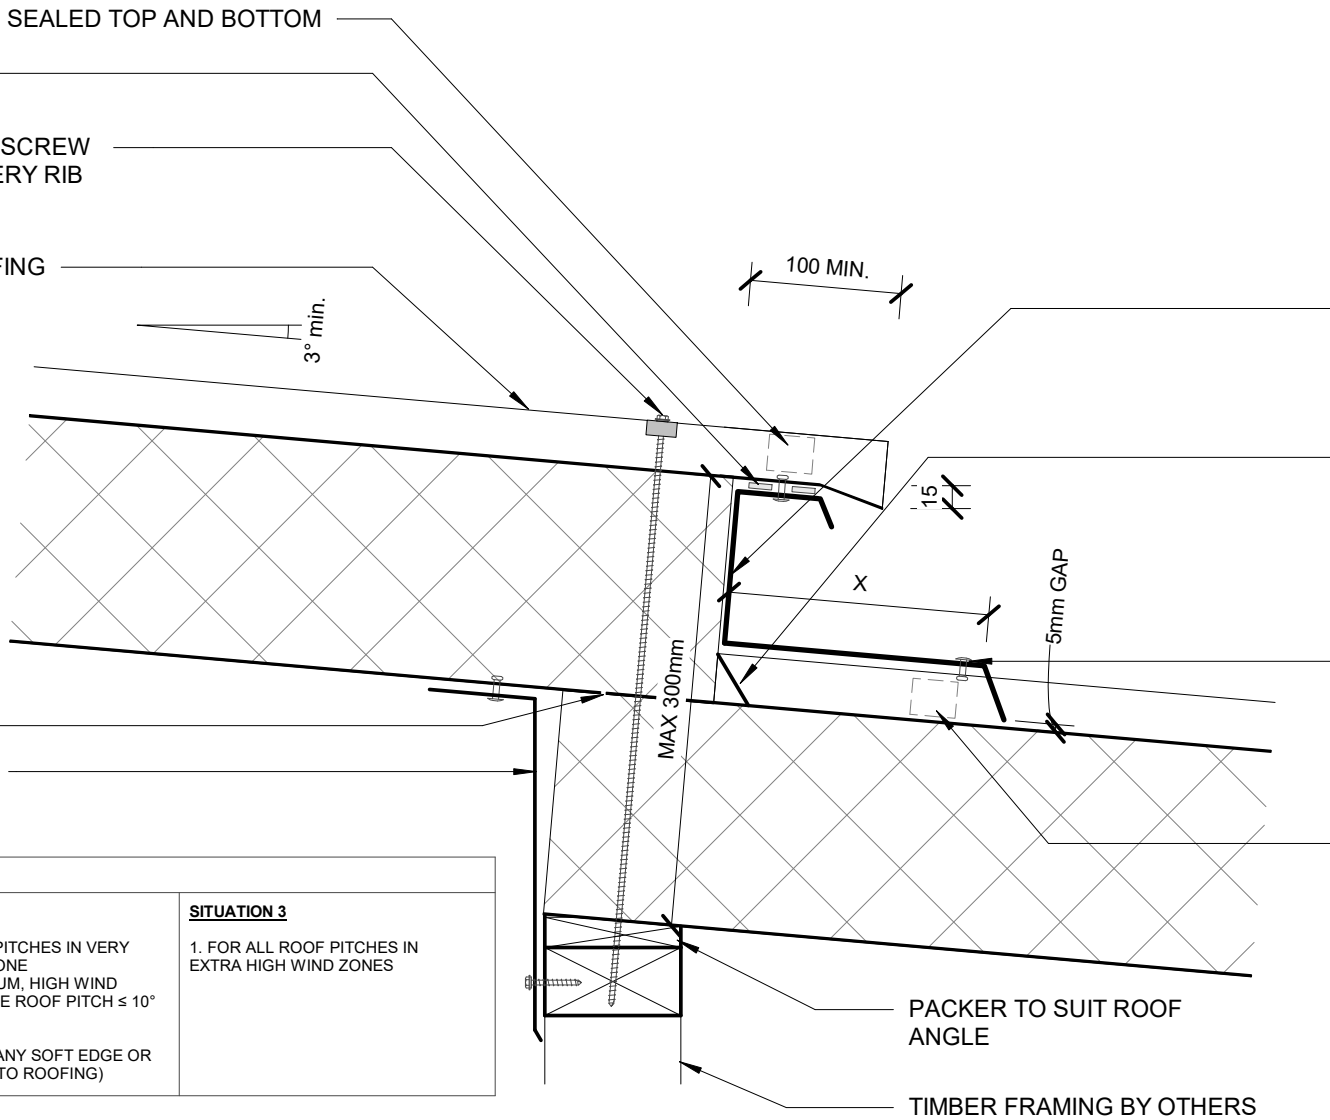 SEALED TOP AND BOTTOM
SCREW
ERY RIB
FING
3° min.
100 MIN.
15
X
5mm GAP
MAX 300mm
PITCHES IN VERY
ONE
UM, HIGH WIND
E ROOF PITCH ≤ 10°
ANY SOFT EDGE OR
TO ROOFING)
SITUATION 3
1. FOR ALL ROOF PITCHES IN
EXTRA HIGH WIND ZONES
PACKER TO SUIT ROOF
ANGLE
TIMBER FRAMING BY OTHERS